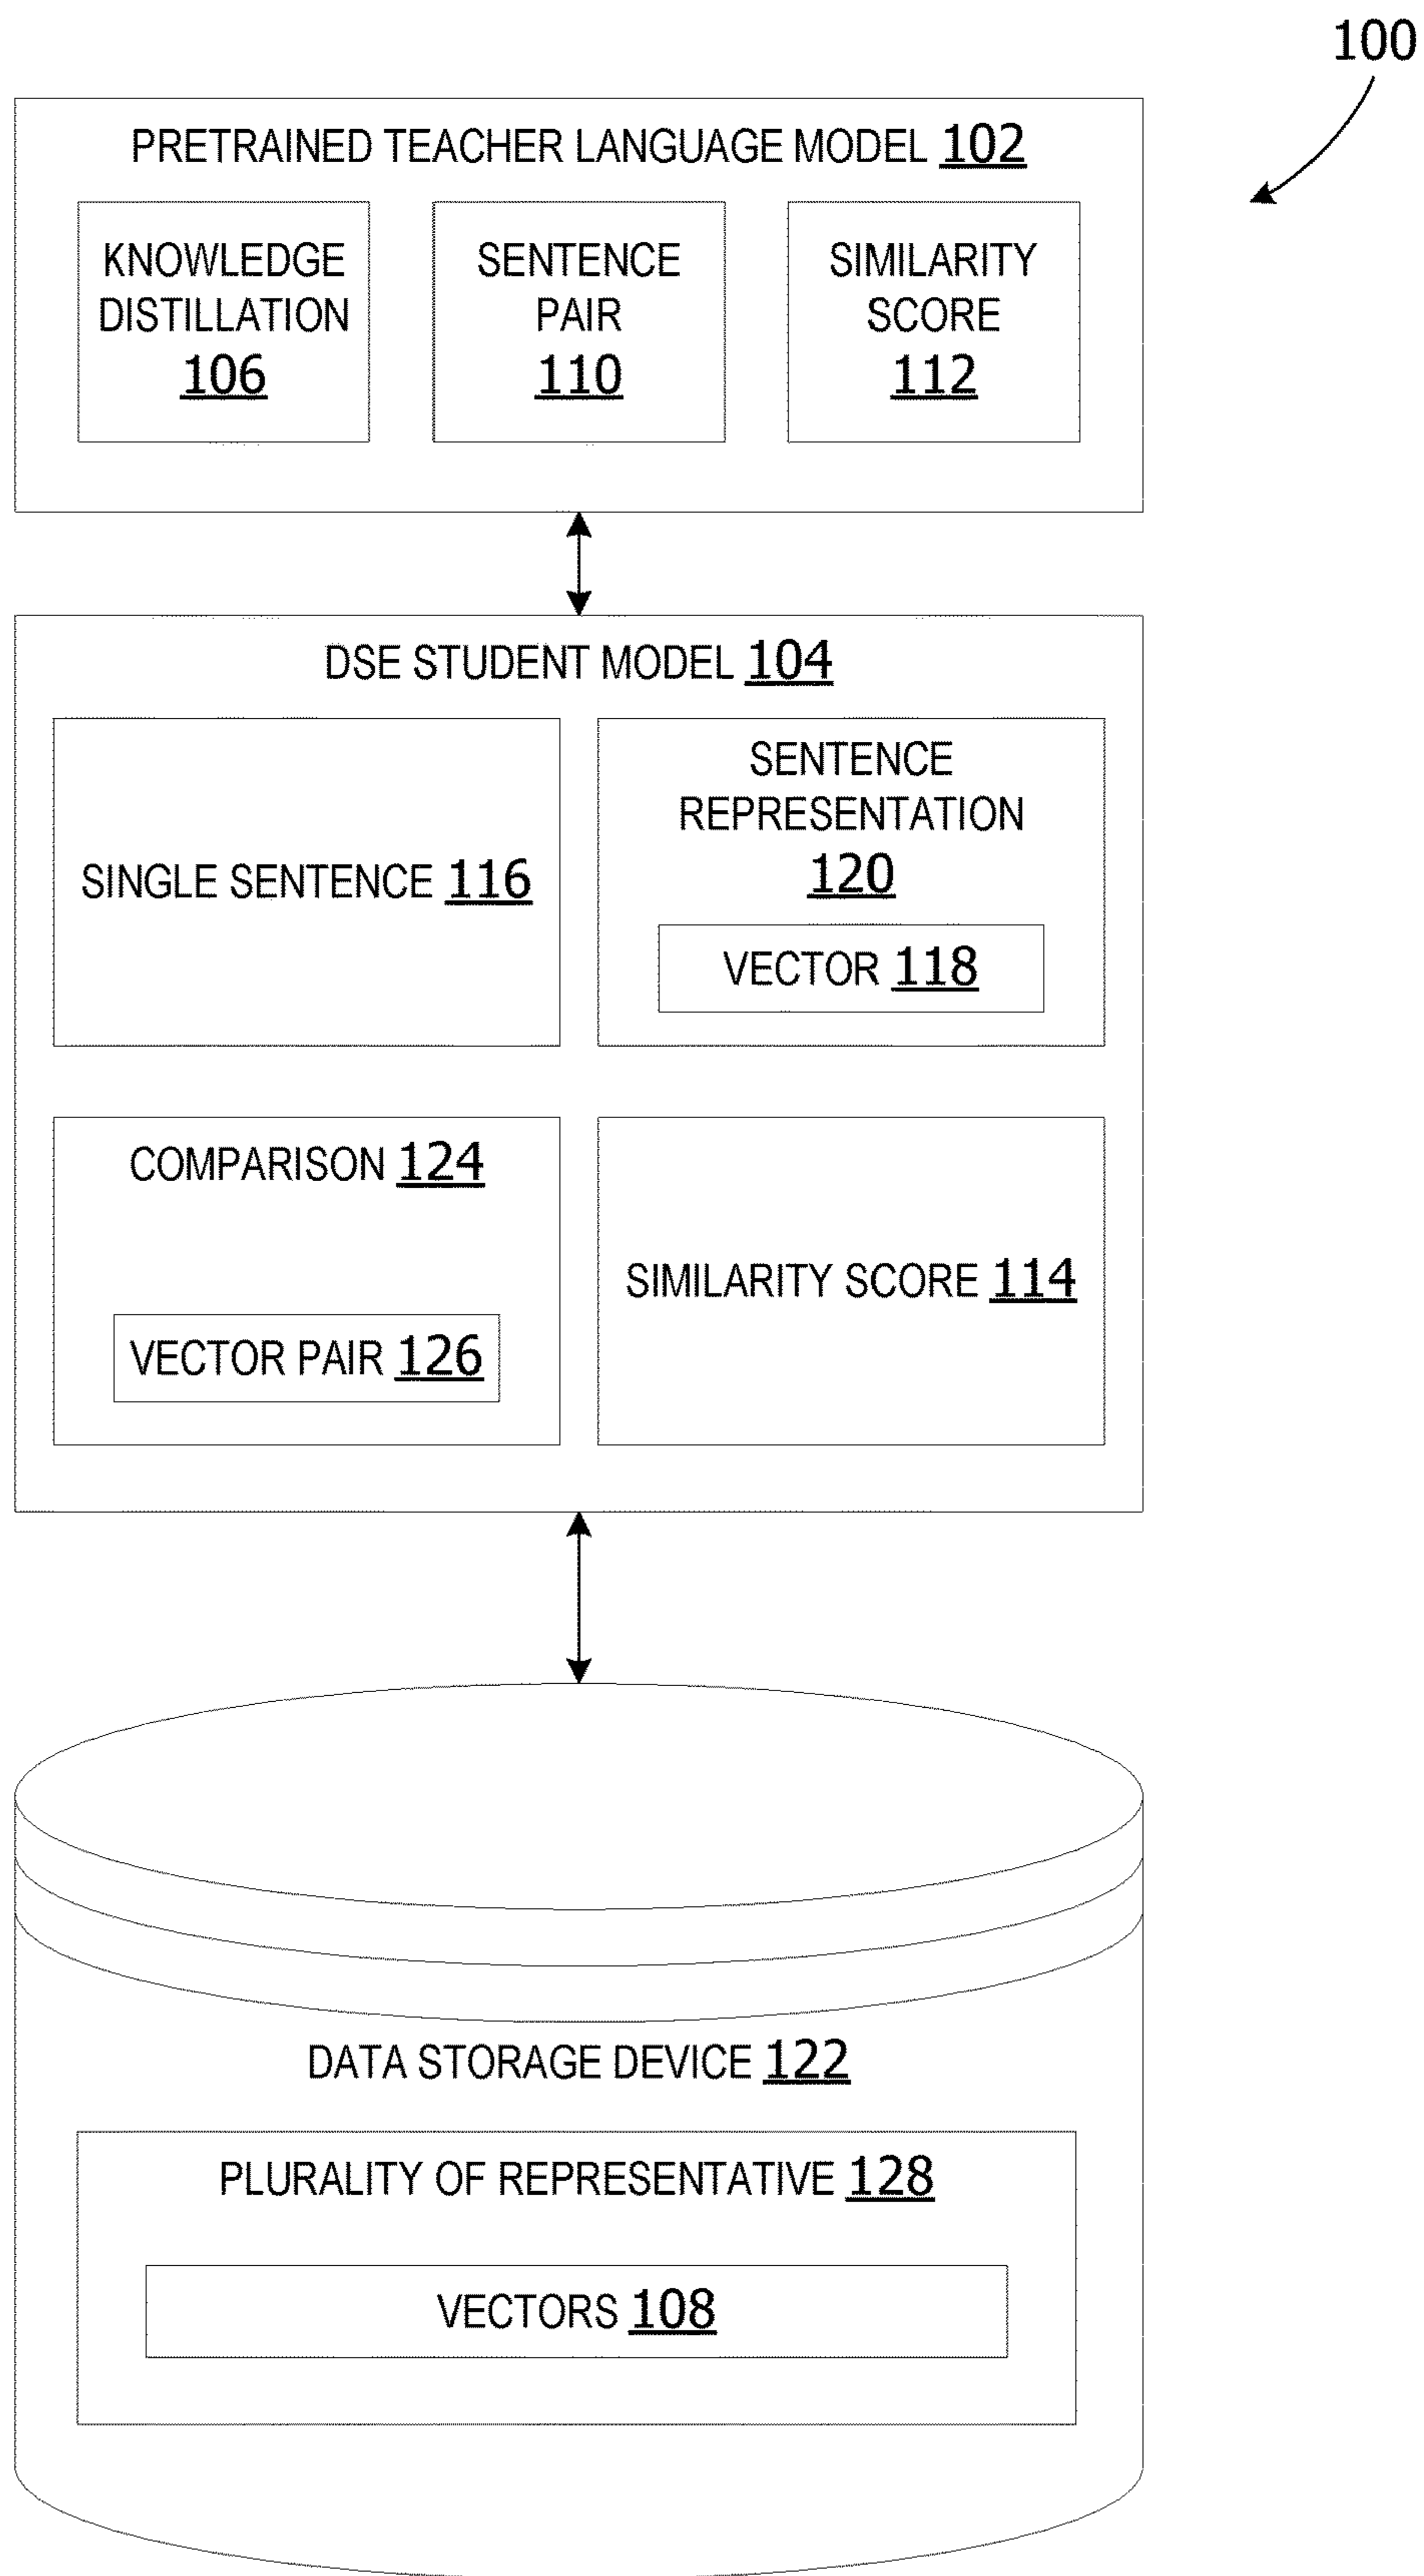 100
PRETRAINED TEACHER LANGUAGE MODEL 102
KNOWLEDGE
DISTILLATION
106
SENTENCE
PAIR
110
SIMILARITY
SCORE
112
DSE STUDENT MODEL 104
SINGLE SENTENCE 116
SENTENCE
REPRESENTATION
120
VECTOR 118
COMPARISON 124
VECTOR PAIR 126
SIMILARITY SCORE 114
DATA STORAGE DEVICE 122
PLURALITY OF REPRESENTATIVE 128
VECTORS 108